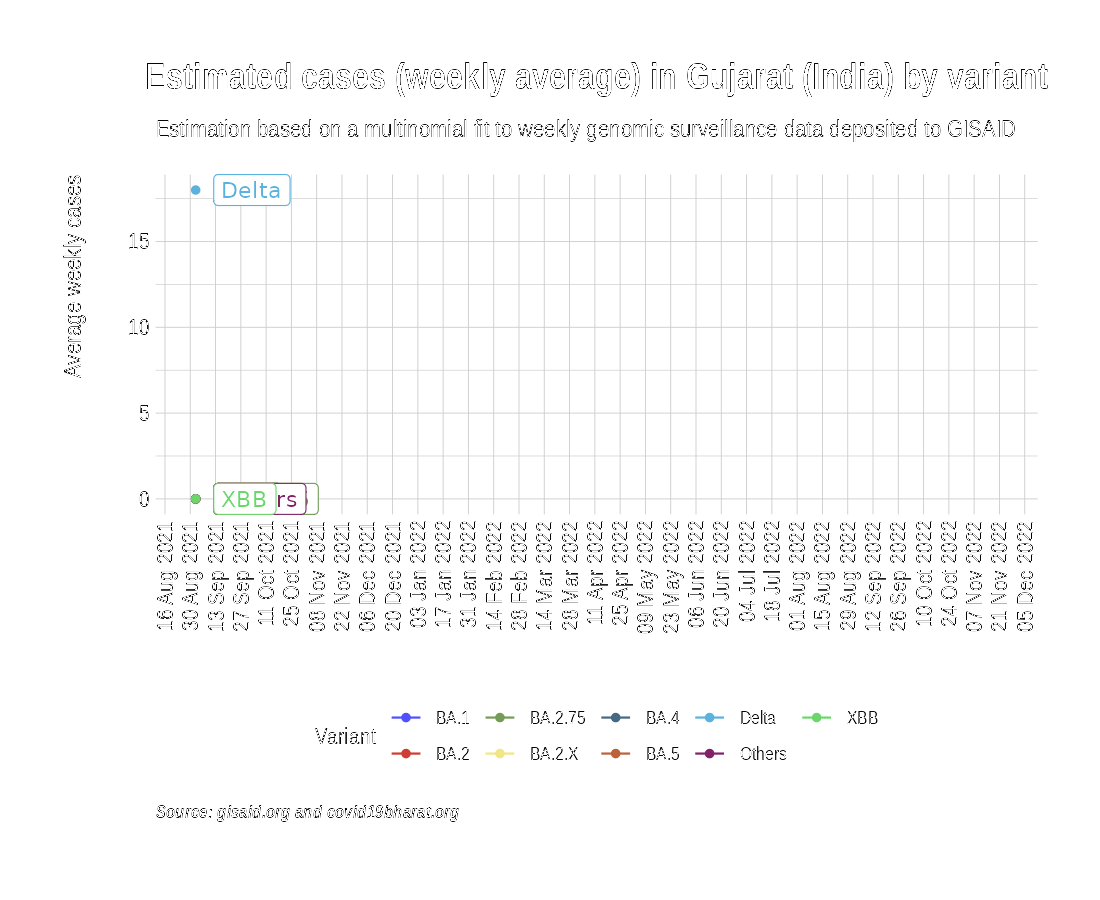 Estimated cases (weekly average) in Gujarat (India) by variant
Estimation based on a multinomial fit to weekly genomic surveillance data deposited to GISAID
Average weekly cases
15
10
5
0
Delta
XBB
rs
16 Aug 2021
30 Aug 2021
13 Sep 2021
27 Sep 2021
11 Oct 2021
25 Oct 2021
08 Nov 2021
22 Nov 2021
06 Dec 2021
20 Dec 2021
03 Jan 2022
17 Jan 2022
31 Jan 2022
14 Feb 2022
28 Feb 2022
14 Mar 2022
28 Mar 2022
11 Apr 2022
25 Apr 2022
09 May 2022
23 May 2022
06 Jun 2022
20 Jun 2022
04 Jul 2022
18 Jul 2022
01 Aug 2022
15 Aug 2022
29 Aug 2022
12 Sep 2022
26 Sep 2022
10 Oct 2022
24 Oct 2022
07 Nov 2022
21 Nov 2022
05 Dec 2022
Variant
BA.1 BA.2.75 BA.4 Delta XBB
BA.2 BA.2.X BA.5 Others
Source: gisaid.org and covid19bharat.org